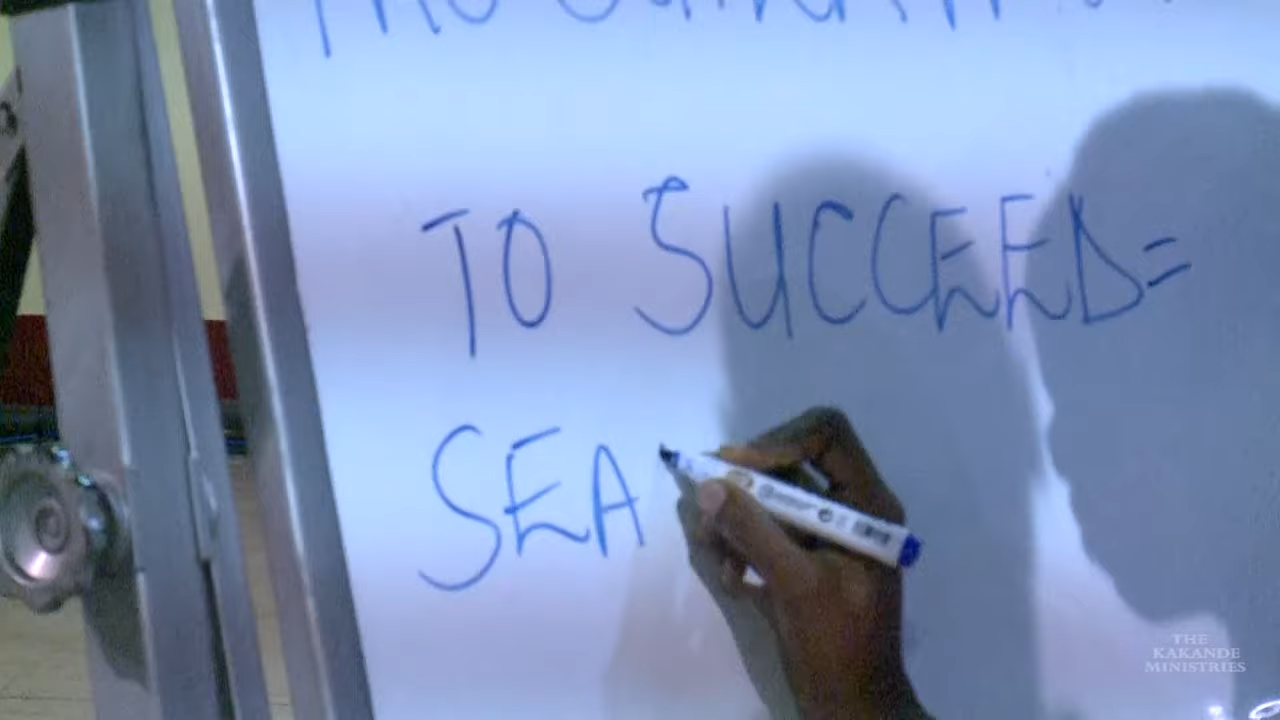 TO SUCCEED=
SEA
THE
KAKANDE
MINISTRIES